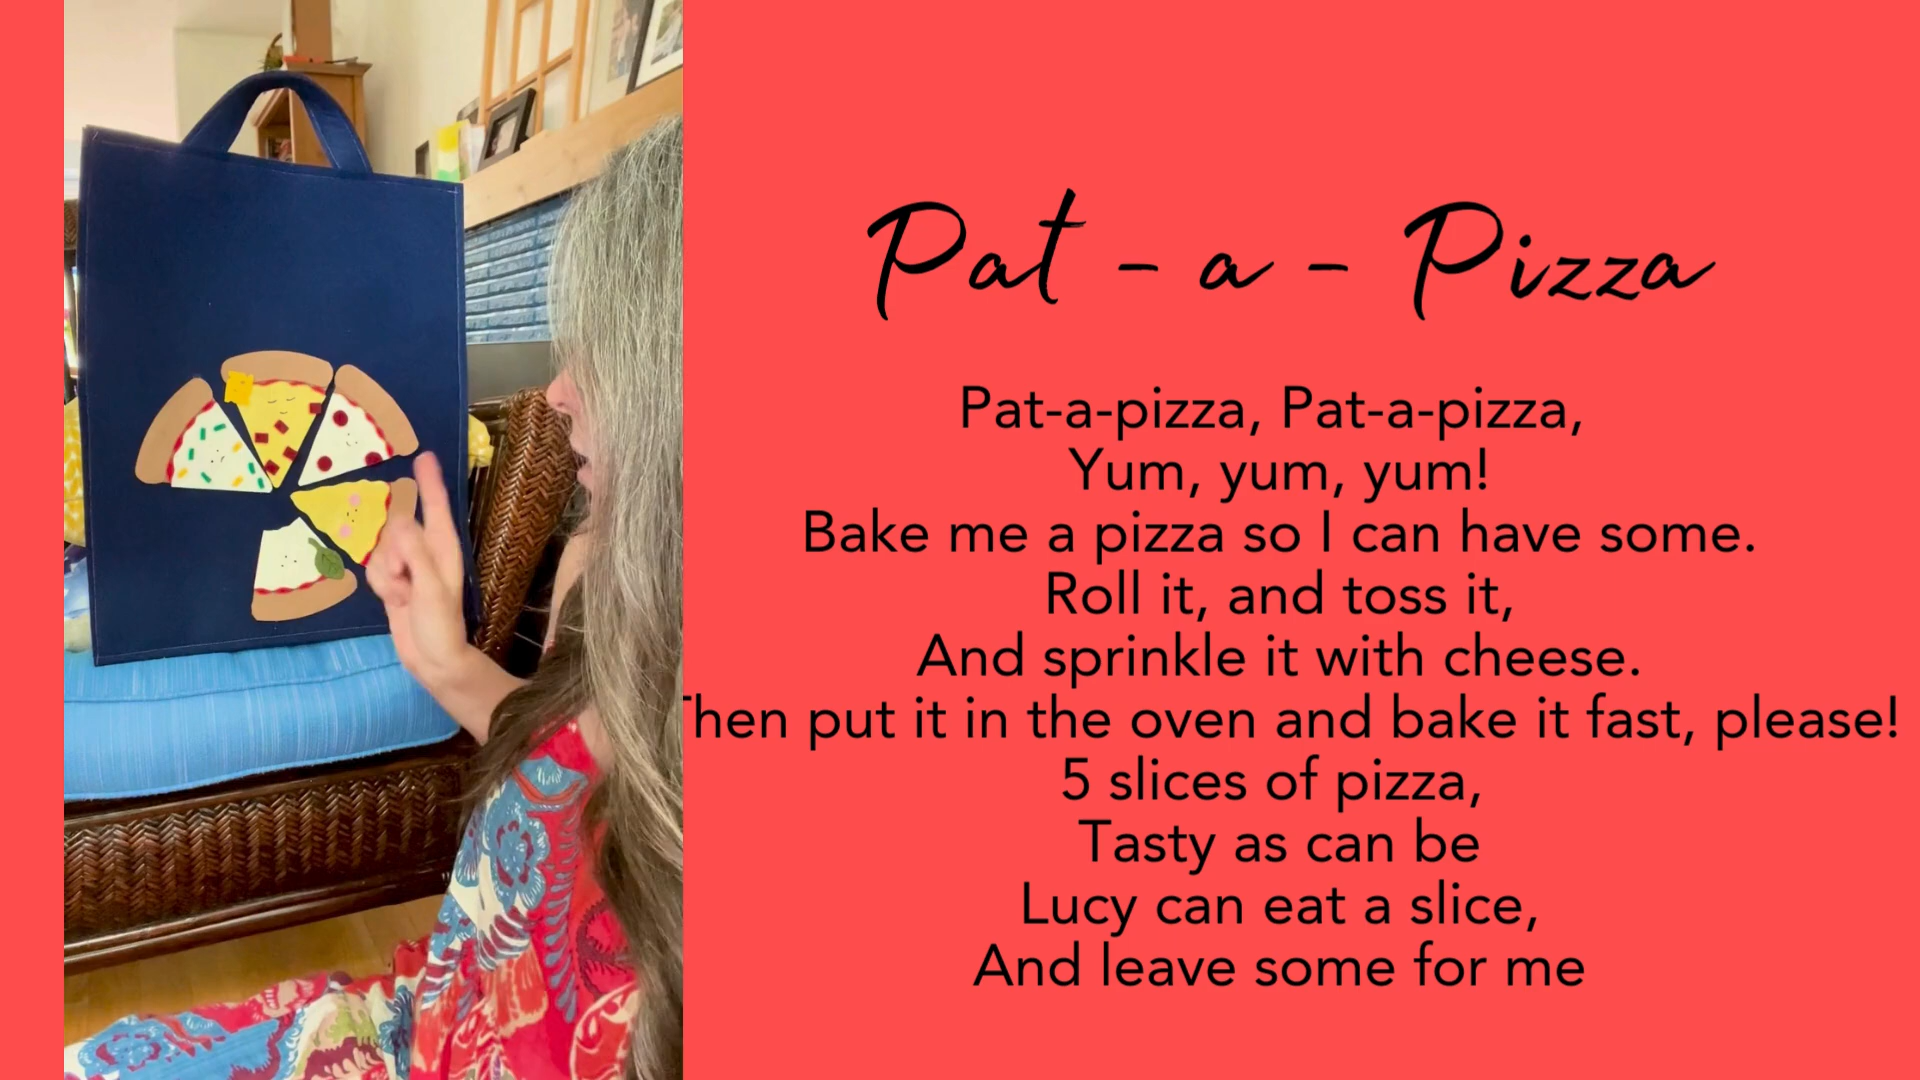 Pat - a - Pizza
Pat-a-pizza, Pat-a-pizza,
Yum, yum, yum!
Bake me a pizza so I can have some.
Roll it, and toss it,
And sprinkle it with cheese.
Then put it in the oven and bake it fast, please!
5 slices of pizza,
Tasty as can be
Lucy can eat a slice,
And leave some for me